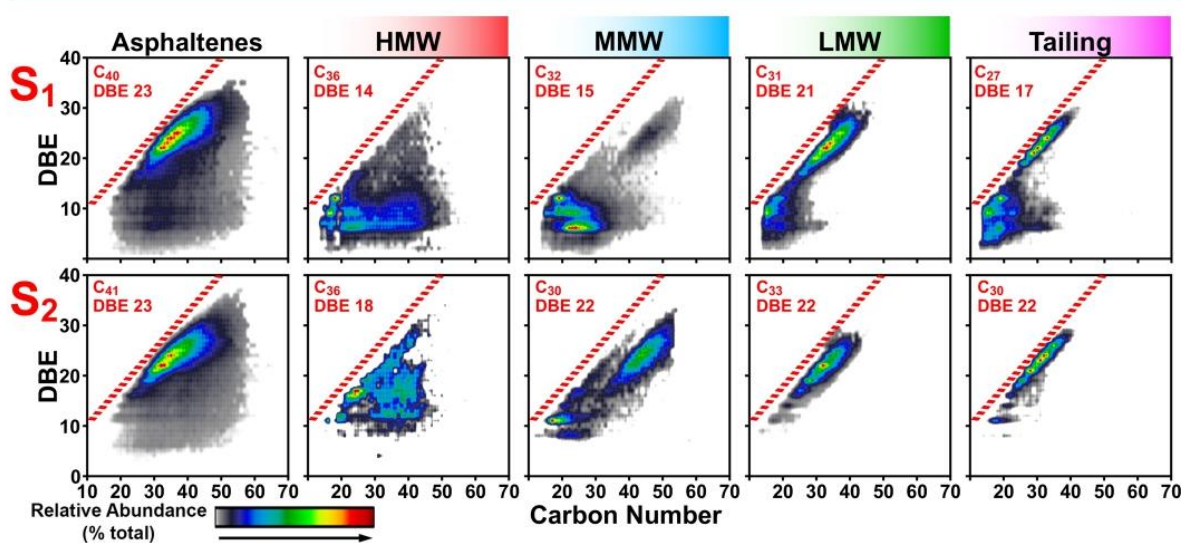 Asphaltenes HMW MMW LMW Tailing
S1
DBE
40
30
20
10
C40
DBE 23
C36
DBE 14
C32
DBE 15
C31
DBE 21
C27
DBE 17
S2
DBE
40
30
20
10
0
C41
DBE 23
C36
DBE 18
C30
DBE 22
C33
DBE 22
C30
DBE 22
10 20 30 40 50 60 70
20 30 40 50 60 70
20 30 40 50 60 70
20 30 40 50 60 70
20 30 40 50 60 70
Carbon Number
Relative Abundance
(% total)